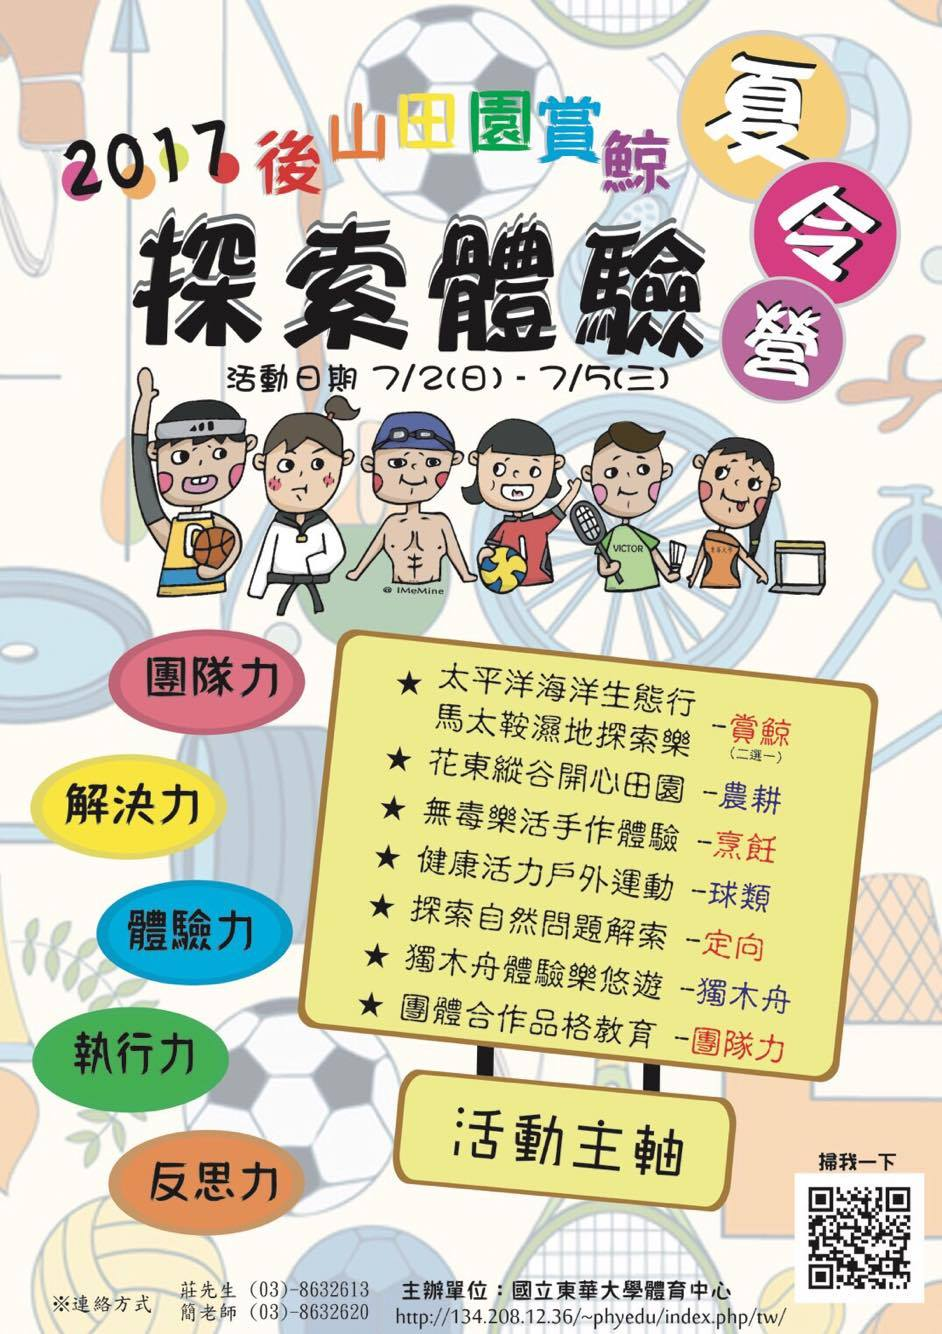 2017 後山田園賞鯨
夏令營
探索體驗
活動日期 7/2(日) - 7/5(三)
VICTOR
東華大學
@ IMeMine
團隊力
解決力
體驗力
執行力
反思力
★ 太平洋海洋生態行
馬太鞍濕地探索樂 -賞鯨
(二選一)
★ 花東縱谷開心田園 -農耕
★ 無毒樂活手作體驗 -烹飪
★ 健康活力戶外運動 -球類
★ 探索自然問題解索 -定向
★ 獨木舟體驗樂悠遊 -獨木舟
★ 團體合作品格教育 -團隊力
活動主軸
掃我一下
※連絡方式
莊先生 (03)-8632613
簡老師 (03)-8632620
主辦單位：國立東華大學體育中心
http://134.208.12.36/~phyedu/index.php/tw/